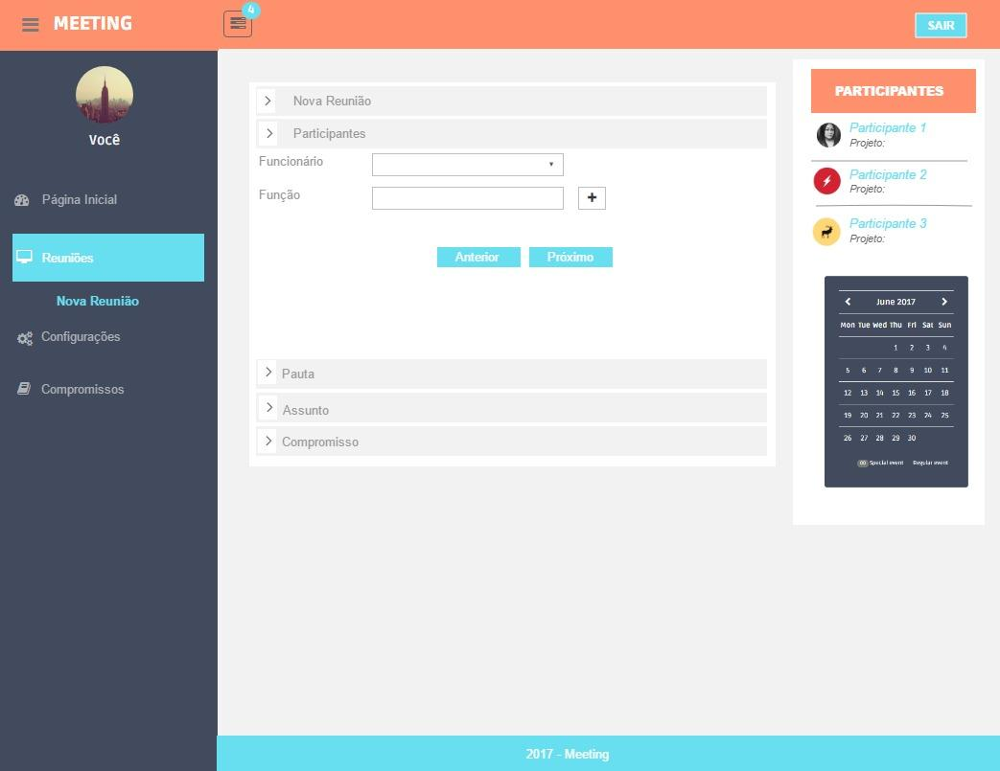 MEETING
4
SAIR
Você
Página Inicial
Reuniões
Nova Reunião
Configurações
Compromissos
Nova Reunião
Participantes
Funcionário
Função
Anterior
Próximo
Pauta
Assunto
Compromisso
PARTICIPANTES
Participante 1
Projeto:
Participante 2
Projeto:
Participante 3
Projeto:
June 2017
Mon Tue Wed Thu Fri Sat Sun
1 2 3 4
5 6 7 8 9 10 11
12 13 14 15 16 17 18
19 20 21 22 23 24 25
26 27 28 29 30
00 Special event Regular event
2017 - Meeting